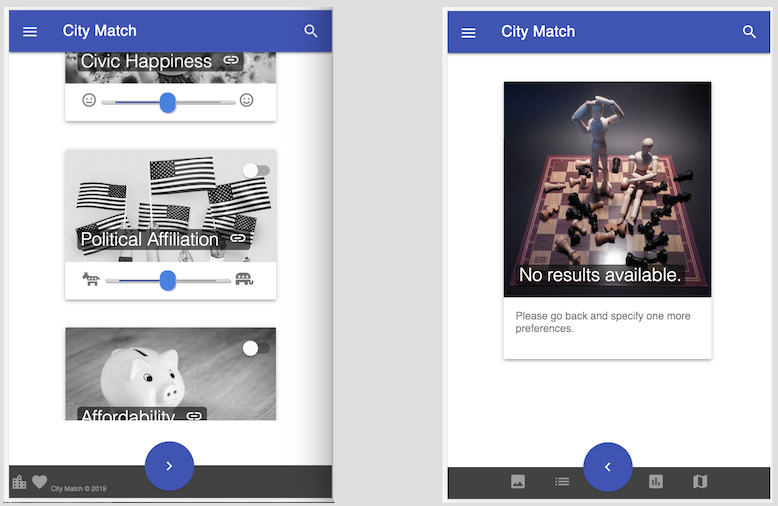 City Match
Civic Happiness
Political Affiliation
Affordability
City Match © 2019
City Match
No results available.
Please go back and specify one more
preferences.